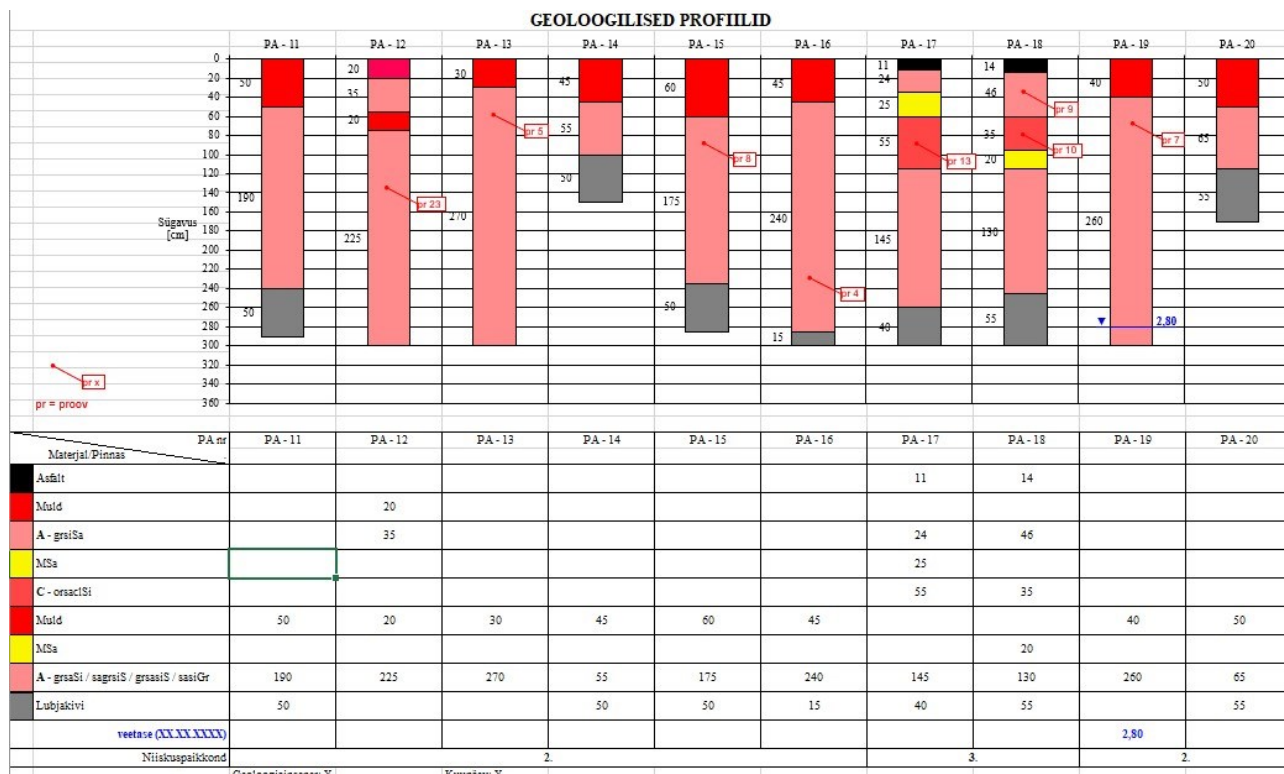 GEOLOOGILISED PROFIILID
PA - 11 PA - 12 PA - 13 PA - 14 PA - 15 PA - 16 PA - 17 PA - 18 PA - 19 PA - 20
Sügavus
[cm]
0
20
40
60
80
100
120
140
160
180
200
220
240
260
280
300
320
340
360
50
190
50
20
35
20
225
pr 23
30
270
pr 5
45
55
50
60
175
50
pr 8
45
240
15
pr 4
11
24
25
55
145
40
pr 13
14
46
35
20
130
55
pr 9
pr 10
40
260
pr 7
2,80
50
65
55
pr x
pr = proov
PA nr PA - 11 PA - 12 PA - 13 PA - 14 PA - 15 PA - 16 PA - 17 PA - 18 PA - 19 PA - 20
Materjal/Pinnas
Asfalt 11 14
Muld 20
A - grsiSa 35 24 46
MSa 25
C - orsaclSi 55 35
Muld 50 20 30 45 60 45 40 50
MSa 20
A - grsaSi / sagrsiS / grsasiS / sasiGr 190 225 270 55 175 240 145 130 260 65
Lubjakivi 50 50 50 15 40 55 55
veetase (XX.XX.XXXX) 2,80
Niiskuspaikkond 2. 3. 2.